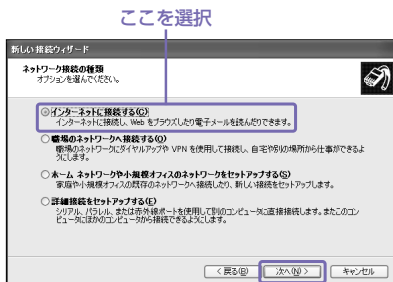 ここを選択
新しい接続ウィザード
ネットワーク接続の種類
オプションを選んでください。
インターネットに接続する(C)
インターネットに接続し、Web をブラウズしたり電子メールを読んだりできます。
職場のネットワークへ接続する(O)
職場のネットワークにダイヤルアップや VPN を使用して接続し、自宅や別の場所から仕事ができるよ
うにします。
ホーム ネットワークや小規模オフィスのネットワークをセットアップする(S)
家庭や小規模オフィスの既存のネットワークへ接続したり、新しい接続をセットアップします。
詳細接続をセットアップする(E)
シリアル、パラレル、または赤外線ポートを使用して別のコンピュータに直接接続します。またこのコン
ピュータにほかのコンピュータから接続できるようにします。
< 戻る(B) 次へ(N) > キャンセル